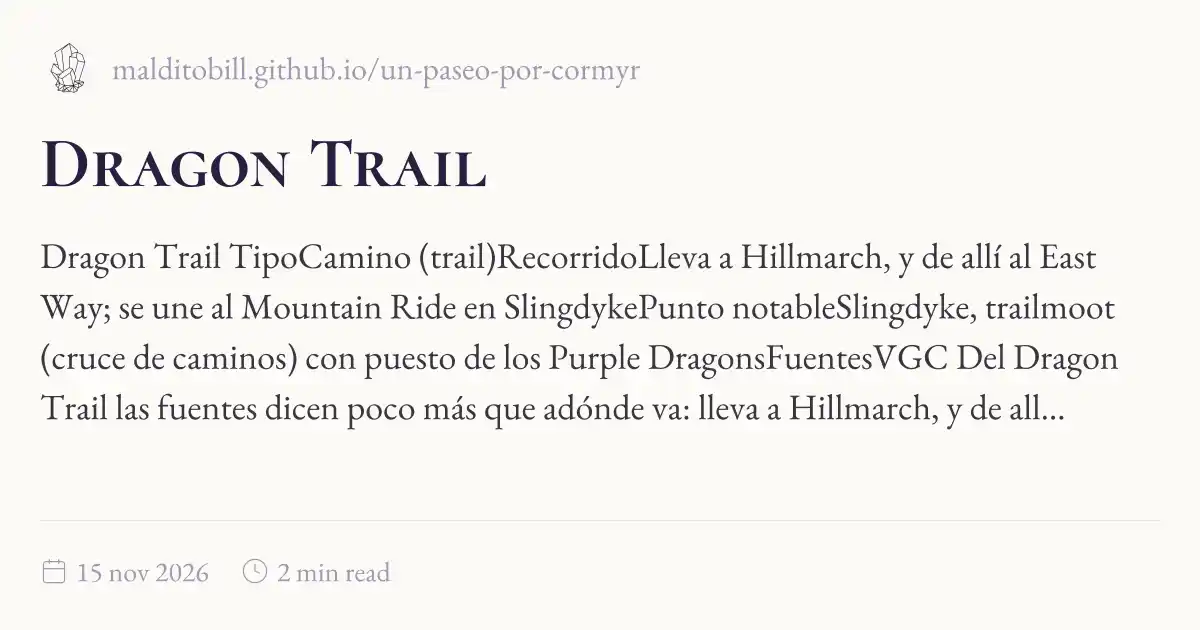 malditobill.github.io/un-paseo-por-cormyr
Dragon Trail
Dragon Trail TipoCamino (trail)RecorridoLleva a Hillmarch, y de allí al East
Way; se une al Mountain Ride en SlingdykePunto notableSlingdyke, trailmoot
(cruce de caminos) con puesto de los Purple DragonsFuentesVGC Del Dragon
Trail las fuentes dicen poco más que adónde va: lleva a Hillmarch, y de all...
15 nov 2026 2 min read